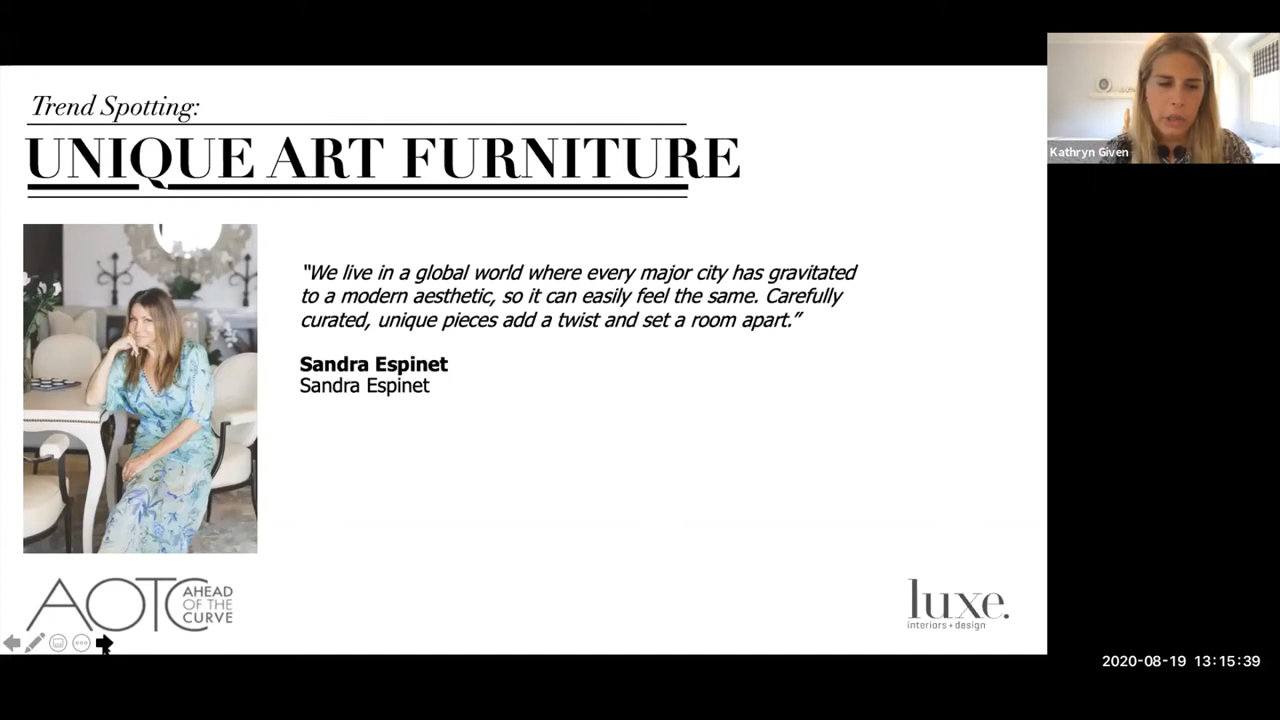 Trend Spotting:
UNIQUE ART FURNITURE
“We live in a global world where every major city has gravitated
to a modern aesthetic, so it can easily feel the same. Carefully
curated, unique pieces add a twist and set a room apart.”
Sandra Espinet
Sandra Espinet
AOTC AHEAD
OF THE
CURVE
luxe.
interiors + design
Kathryn Given
2020-08-19 13:15:39